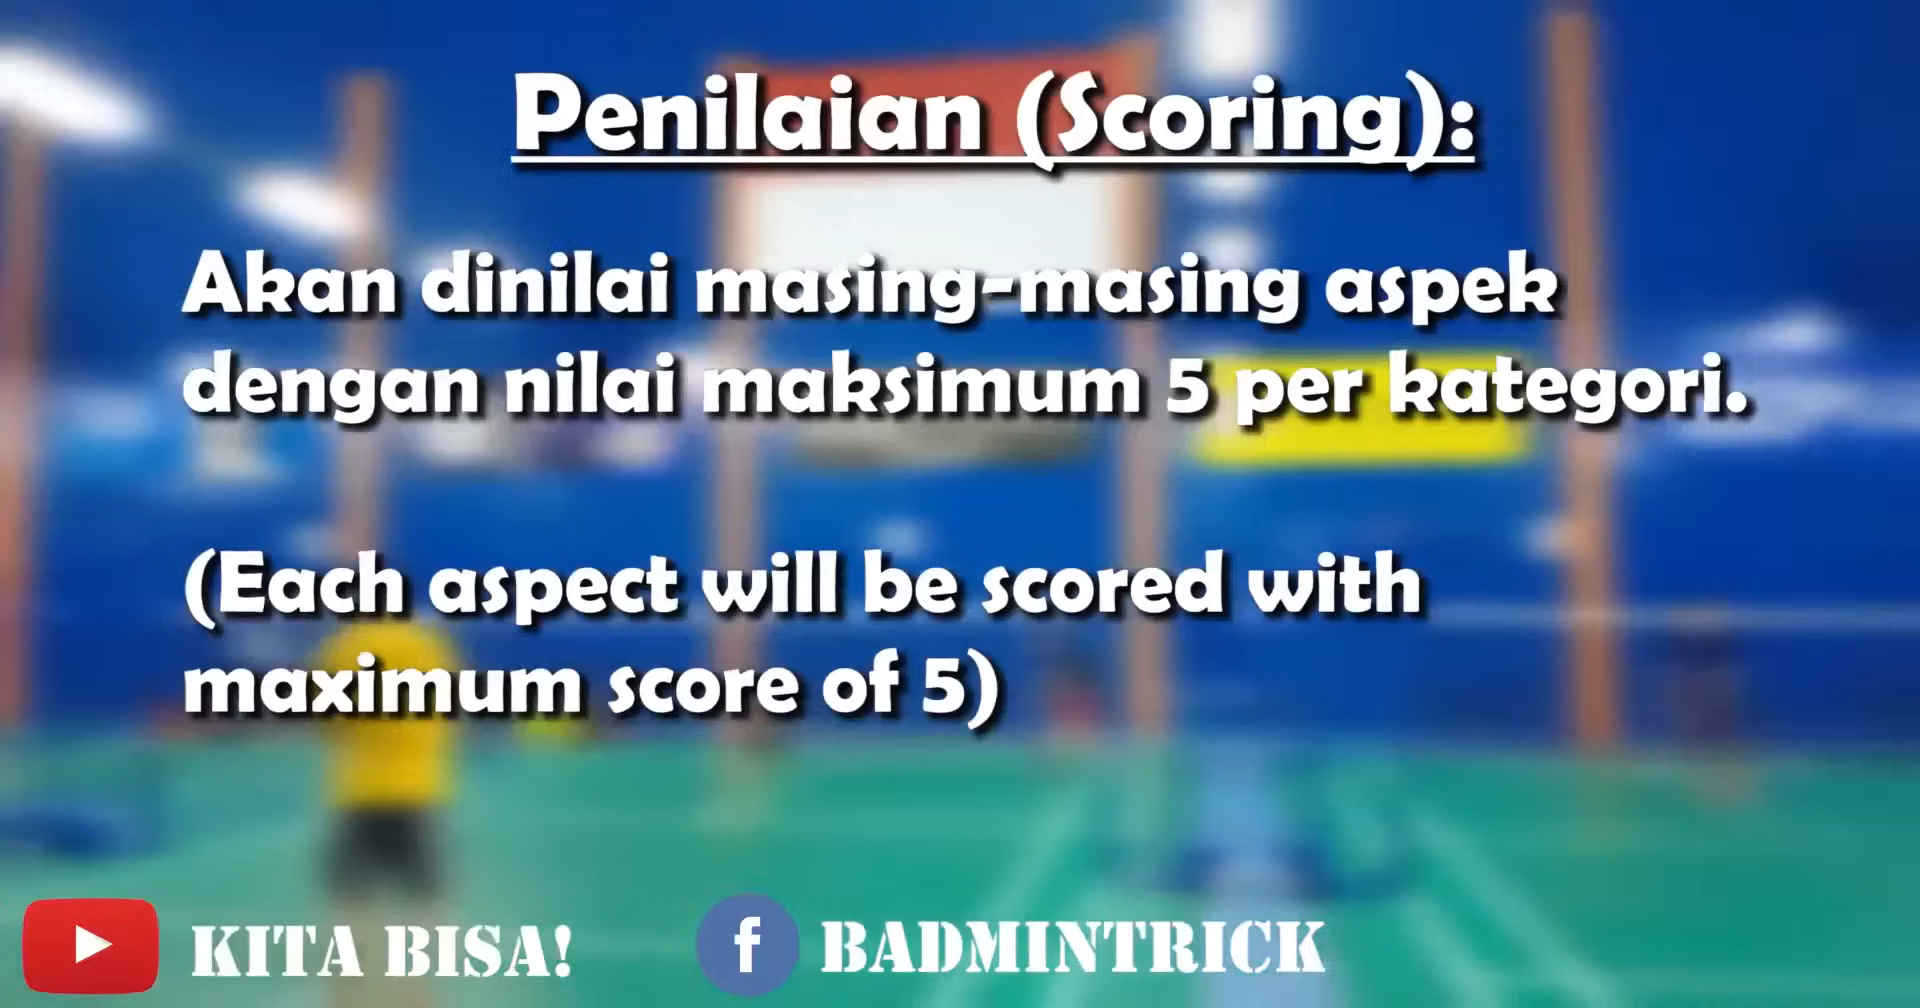 Penilaian (Scoring):
Akan dinilai masing-masing aspek
dengan nilai maksimum 5 per kategori.
(Each aspect will be scored with
maximum score of 5)
KITA BISA!
f BADMINTRICK